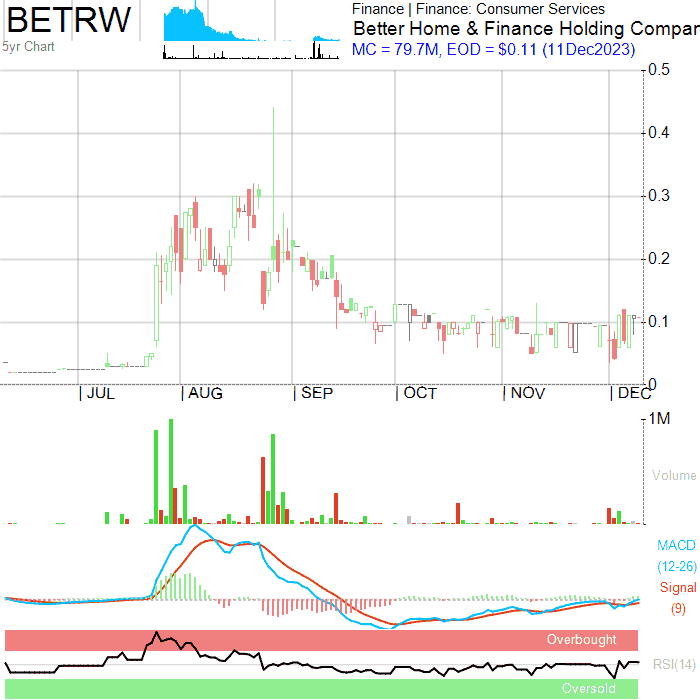 BETRW
5yr Chart
Finance | Finance: Consumer Services
Better Home & Finance Holding Compar
MC = 79.7M, EOD = $0.11 (11Dec2023)
0.5
0.4
0.3
0.2
0.1
0
JUL AUG SEP OCT NOV DEC
1M
Volume
MACD
(12-26)
Signal
(9)
Overbought
RSI(14)
Oversold